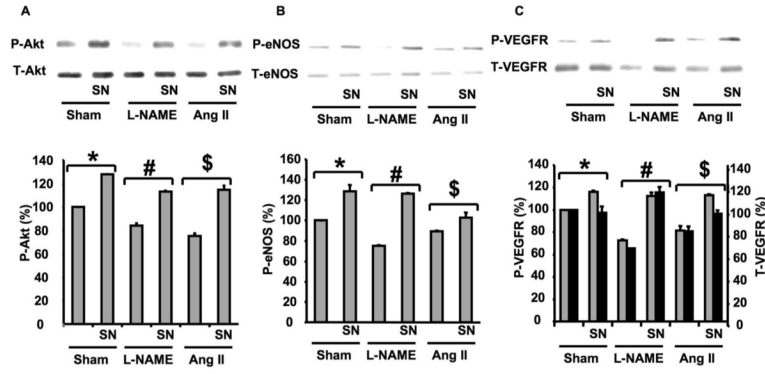 A
P-Akt
T-Akt
SN SN SN
Sham L-NAME Ang II
P-Akt (%)
140
120
100
80
60
40
20
0
* # $
SN SN SN
Sham L-NAME Ang II
B
P-eNOS
T-eNOS
SN SN SN
Sham L-NAME Ang II
P-eNOS (%)
160
140
120
100
80
60
40
20
0
* # $
SN SN SN
Sham L-NAME Ang II
C
P-VEGFR
T-VEGFR
SN SN SN
Sham L-NAME Ang II
P-VEGFR (%)
140
120
100
80
60
40
20
0
* # $
140
120
100
80
60
40
20
0
T-VEGFR (%)
SN SN SN
Sham L-NAME Ang II